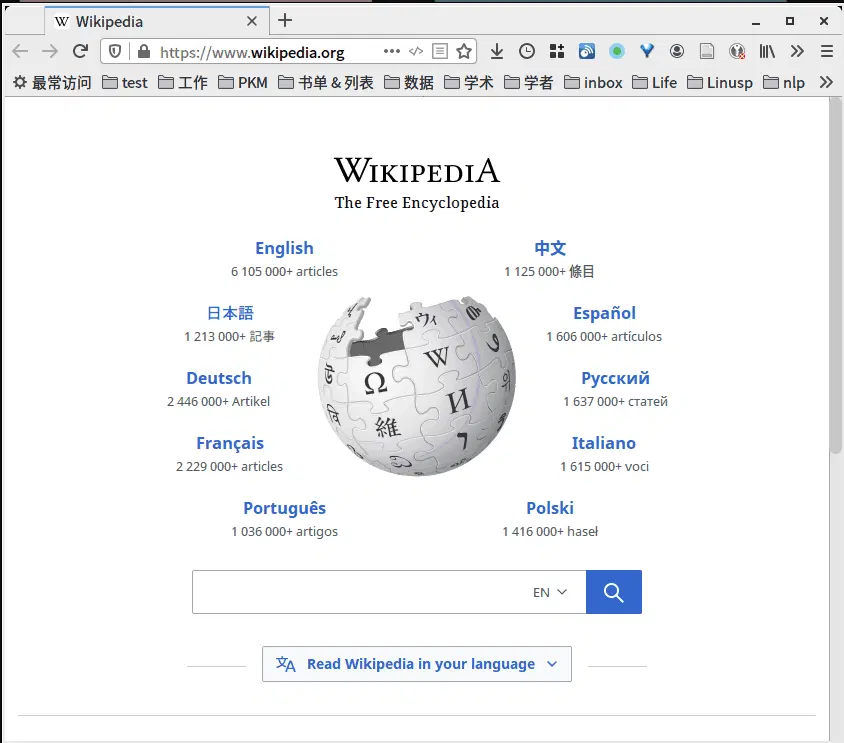 W Wikipedia
https://www.wikipedia.org
最常访问 test 工作 PKM 书单 & 列表 数据 学术 学者 inbox Life Linusp nlp
WIKIPEDIA
The Free Encyclopedia
English
6 105 000+ articles
中文
1 125 000+ 條目
日本語
1 213 000+ 記事
Español
1 606 000+ artículos
Deutsch
2 446 000+ Artikel
Русский
1 637 000+ статей
Français
2 229 000+ articles
Italiano
1 615 000+ voci
Português
1 036 000+ artigos
Polski
1 416 000+ haseł
ウィ
W
Ω
И
維
EN
Read Wikipedia in your language